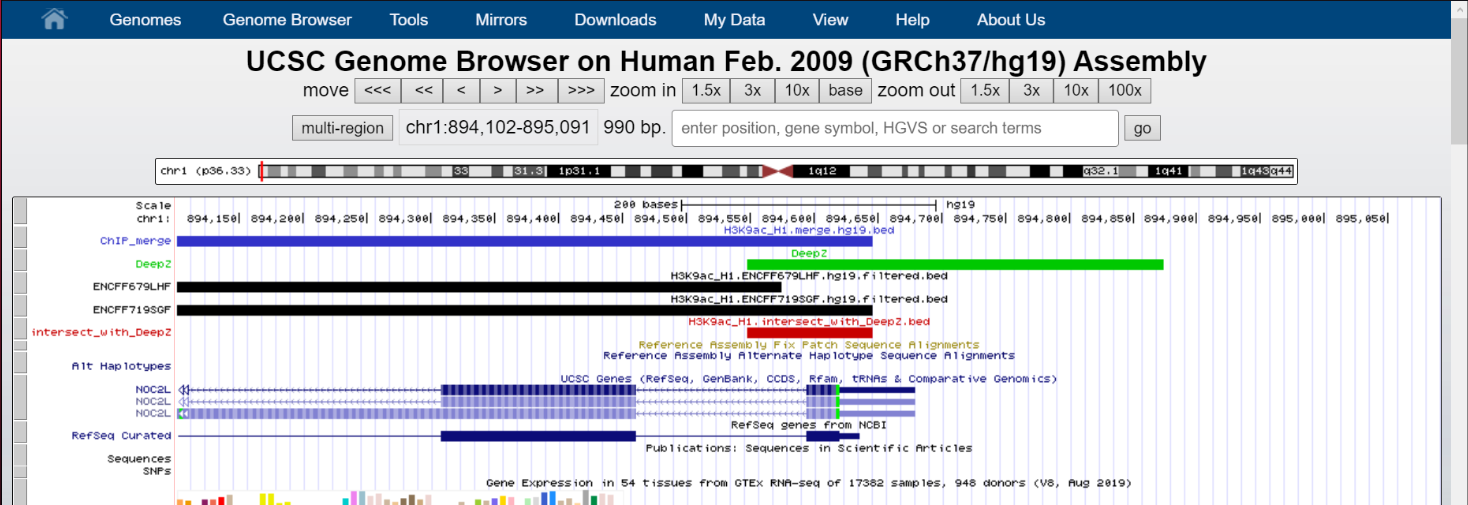 Genomes Genome Browser Tools Mirrors Downloads My Data View Help About Us
UCSC Genome Browser on Human Feb. 2009 (GRCh37/hg19) Assembly
move <<< << < > >> >>> zoom in 1.5x 3x 10x base zoom out 1.5x 3x 10x 100x
multi-region chr1:894,102-895,091 990 bp. enter position, gene symbol, HGVS or search terms go
chr1 (p36.33) 33 31.3 1p31.1 1q12 q32.1 1q41 1q43q44
Scale 200 bases hg19
chr1: 894,150| 894,200| 894,250| 894,300| 894,350| 894,400| 894,450| 894,500| 894,550| 894,600| 894,650| 894,700| 894,750| 894,800| 894,850| 894,900| 894,950| 895,000| 895,050|
H3K9ac_H1.merge.hg19.bed
ChIP_merge
DeepZ
DeepZ
H3K9ac_H1.ENCFF679LHF.hg19.filtered.bed
ENCFF679LHF
H3K9ac_H1.ENCFF719SGF.hg19.filtered.bed
ENCFF719SGF
H3K9ac_H1.intersect_with_DeepZ.bed
intersect_with_DeepZ
Reference Assembly Fix Patch Sequence Alignments
Reference Assembly Alternate Haplotype Sequence Alignments
Alt Haplotypes
UCSC Genes (RefSeq, GenBank, CCDS, Rfam, tRNAs & Comparative Genomics)
NOC2L
NOC2L
NOC2L
RefSeq genes from NCBI
RefSeq Curated
Publications: Sequences in Scientific Articles
Sequences
SNPs
Gene Expression in 54 tissues from GTEx RNA-seq of 17382 samples, 948 donors (V8, Aug 2019)